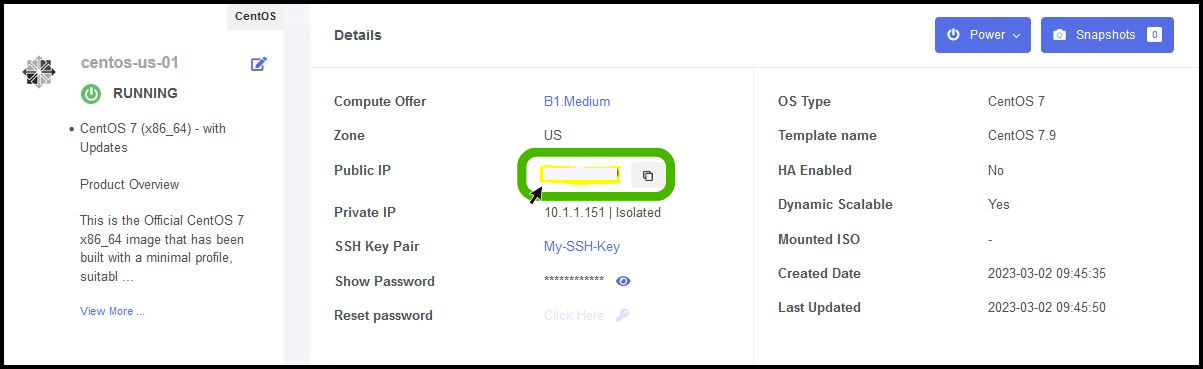 CentOS
centos-us-01
RUNNING
• CentOS 7 (x86_64) - with
Updates
Product Overview
This is the Official CentOS 7
x86_64 image that has been
built with a minimal profile,
suitabl ...
View More ...
Details
Power
Snapshots 0
Compute Offer B1.Medium
Zone US
Public IP
Private IP 10.1.1.151 | Isolated
SSH Key Pair My-SSH-Key
Show Password ************
Reset password Click Here
OS Type CentOS 7
Template name CentOS 7.9
HA Enabled No
Dynamic Scalable Yes
Mounted ISO -
Created Date 2023-03-02 09:45:35
Last Updated 2023-03-02 09:45:50